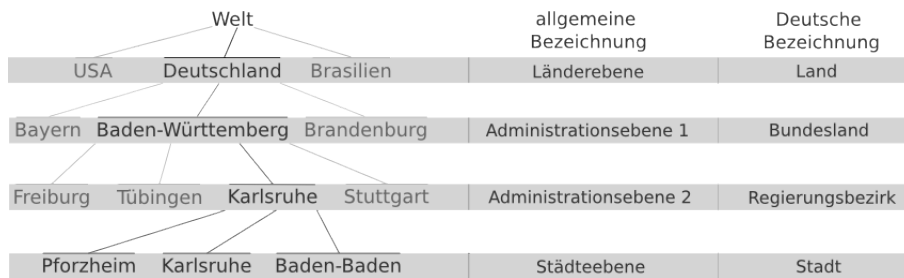 Welt allgemeine Bezeichnung Deutsche Bezeichnung
USA Deutschland Brasilien Länderebene Land
Bayern Baden-Württemberg Brandenburg Administrationsebene 1 Bundesland
Freiburg Tübingen Karlsruhe Stuttgart Administrationsebene 2 Regierungsbezirk
Pforzheim Karlsruhe Baden-Baden Städteebene Stadt